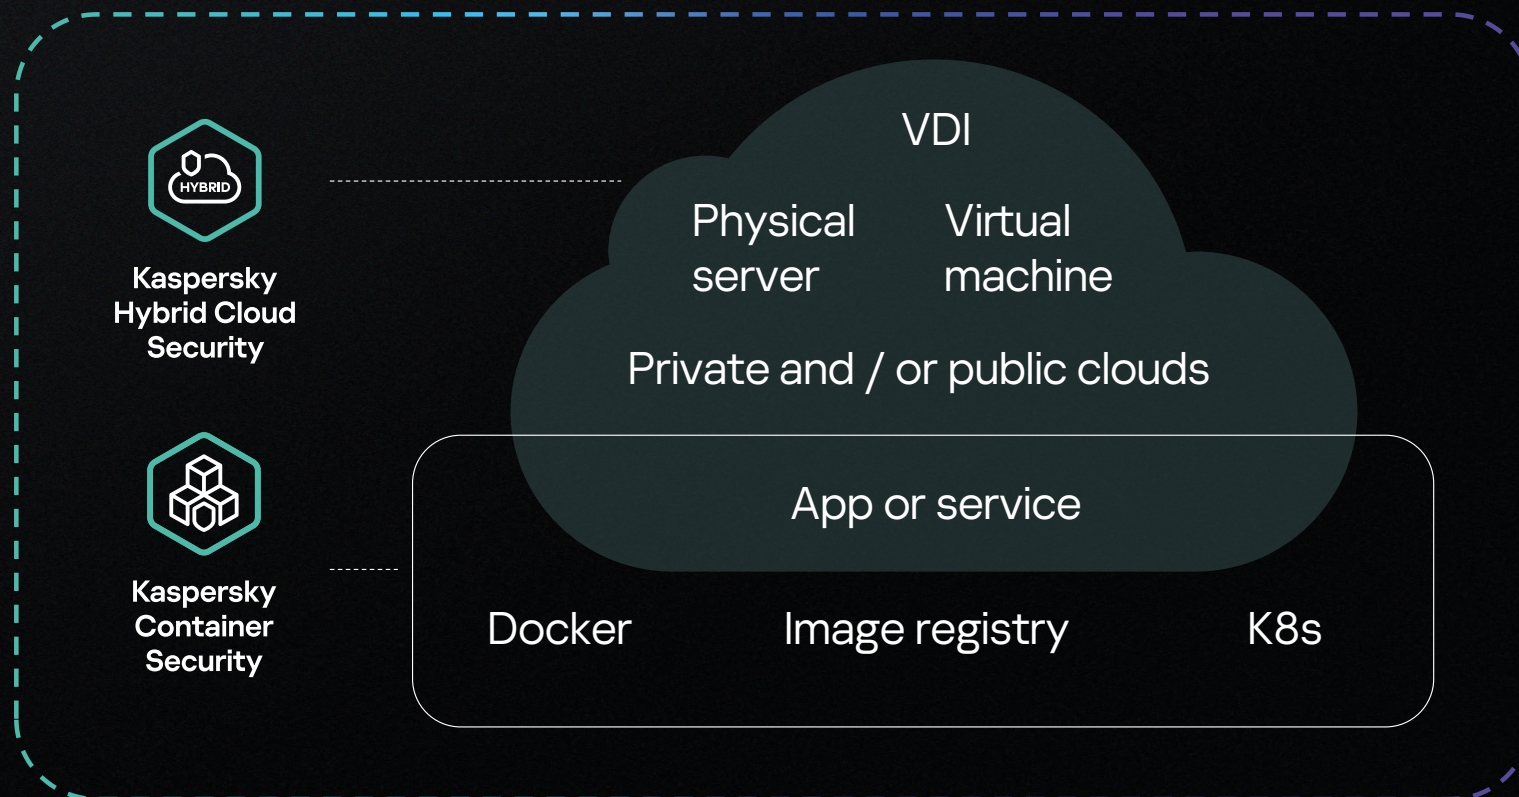 HYBRID
Kaspersky
Hybrid Cloud
Security
VDI
Physical
server
Virtual
machine
Private and / or public clouds
Kaspersky
Container
Security
App or service
Docker
Image registry
K8s